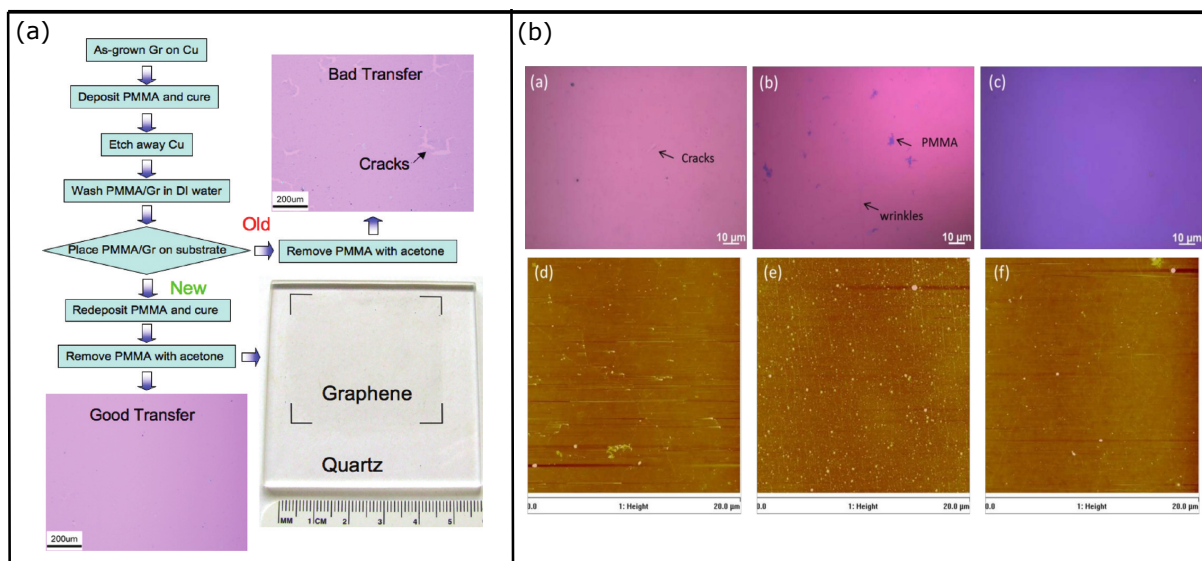 (a)
As-grown Gr on Cu
Deposit PMMA and cure
Etch away Cu
Wash PMMA/Gr in DI water
Place PMMA/Gr on substrate
Old
Remove PMMA with acetone
Bad Transfer
Cracks
200um
New
Redeposit PMMA and cure
Remove PMMA with acetone
Good Transfer
200um
Graphene
Quartz
MM 1 CM 2 3 4 5
(b)
(a)
Cracks
10 μm
(b)
PMMA
wrinkles
10 μm
(c)
10 μm
(d)
0.0 1: Height 20.0 μm
(e)
0.0 1: Height 20.0 μm
(f)
0.0 1: Height 20.0 μm